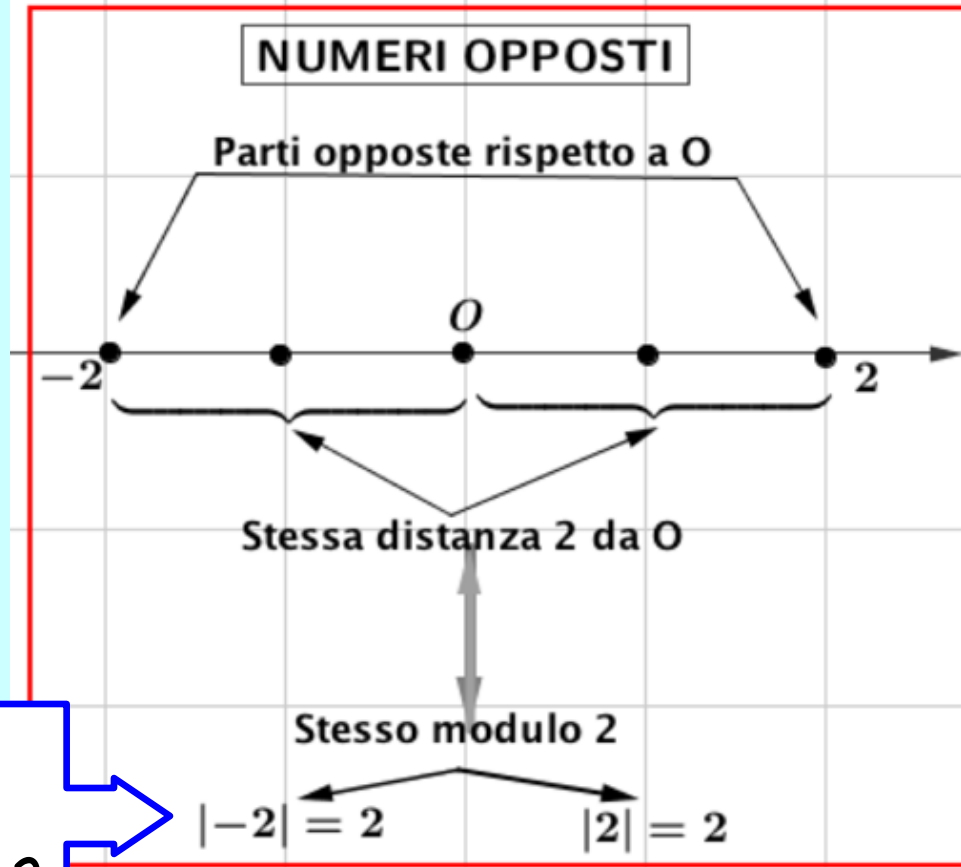 NUMERI OPPOSTI
Parti opposte rispetto a O
O
−2
2
Stessa distanza 2 da O
Stesso modulo 2
|−2| = 2
|2| = 2